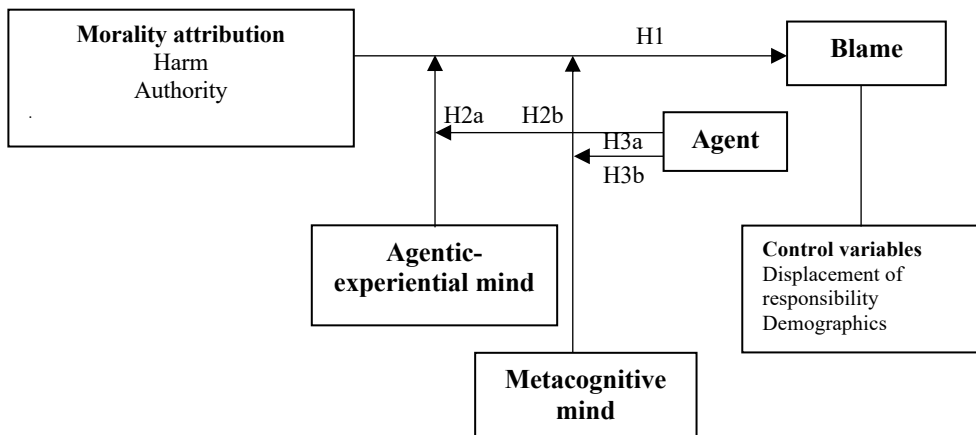 Morality attribution
Harm
Authority
.
H1
Blame
H2a
H2b
H3a
H3b
Agent
Agentic-
experiential mind
Control variables
Displacement of
responsibility
Demographics
Metacognitive
mind